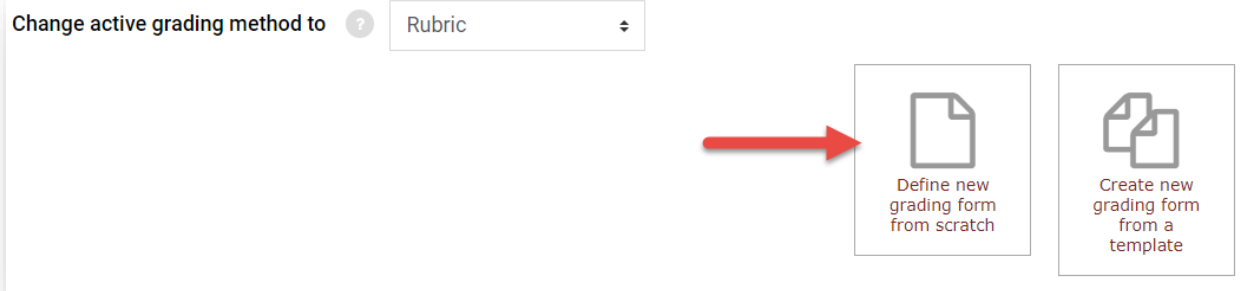 Change active grading method to
?
Rubric
Define new
grading form
from scratch
Create new
grading form
from a
template